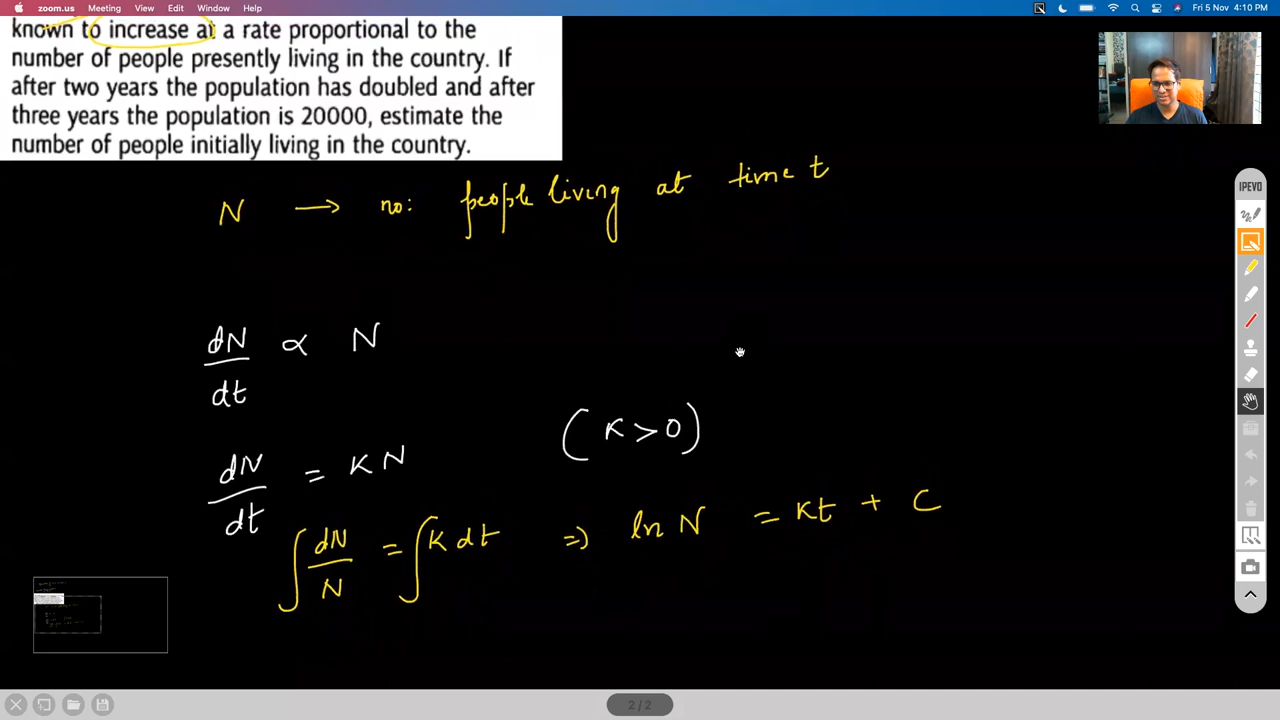 zoom.us Meeting View Edit Window Help Fri 5 Nov 4:10 PM
known to increase at a rate proportional to the
number of people presently living in the country. If
after two years the population has doubled and after
three years the population is 20000, estimate the
number of people initially living in the country.
IPEVO
N → no: people living at time t
dN/dt ∝ N
(K > 0)
dN/dt = KN
∫ dN/N = ∫ K dt ⇒ ln N = Kt + C
2 / 2